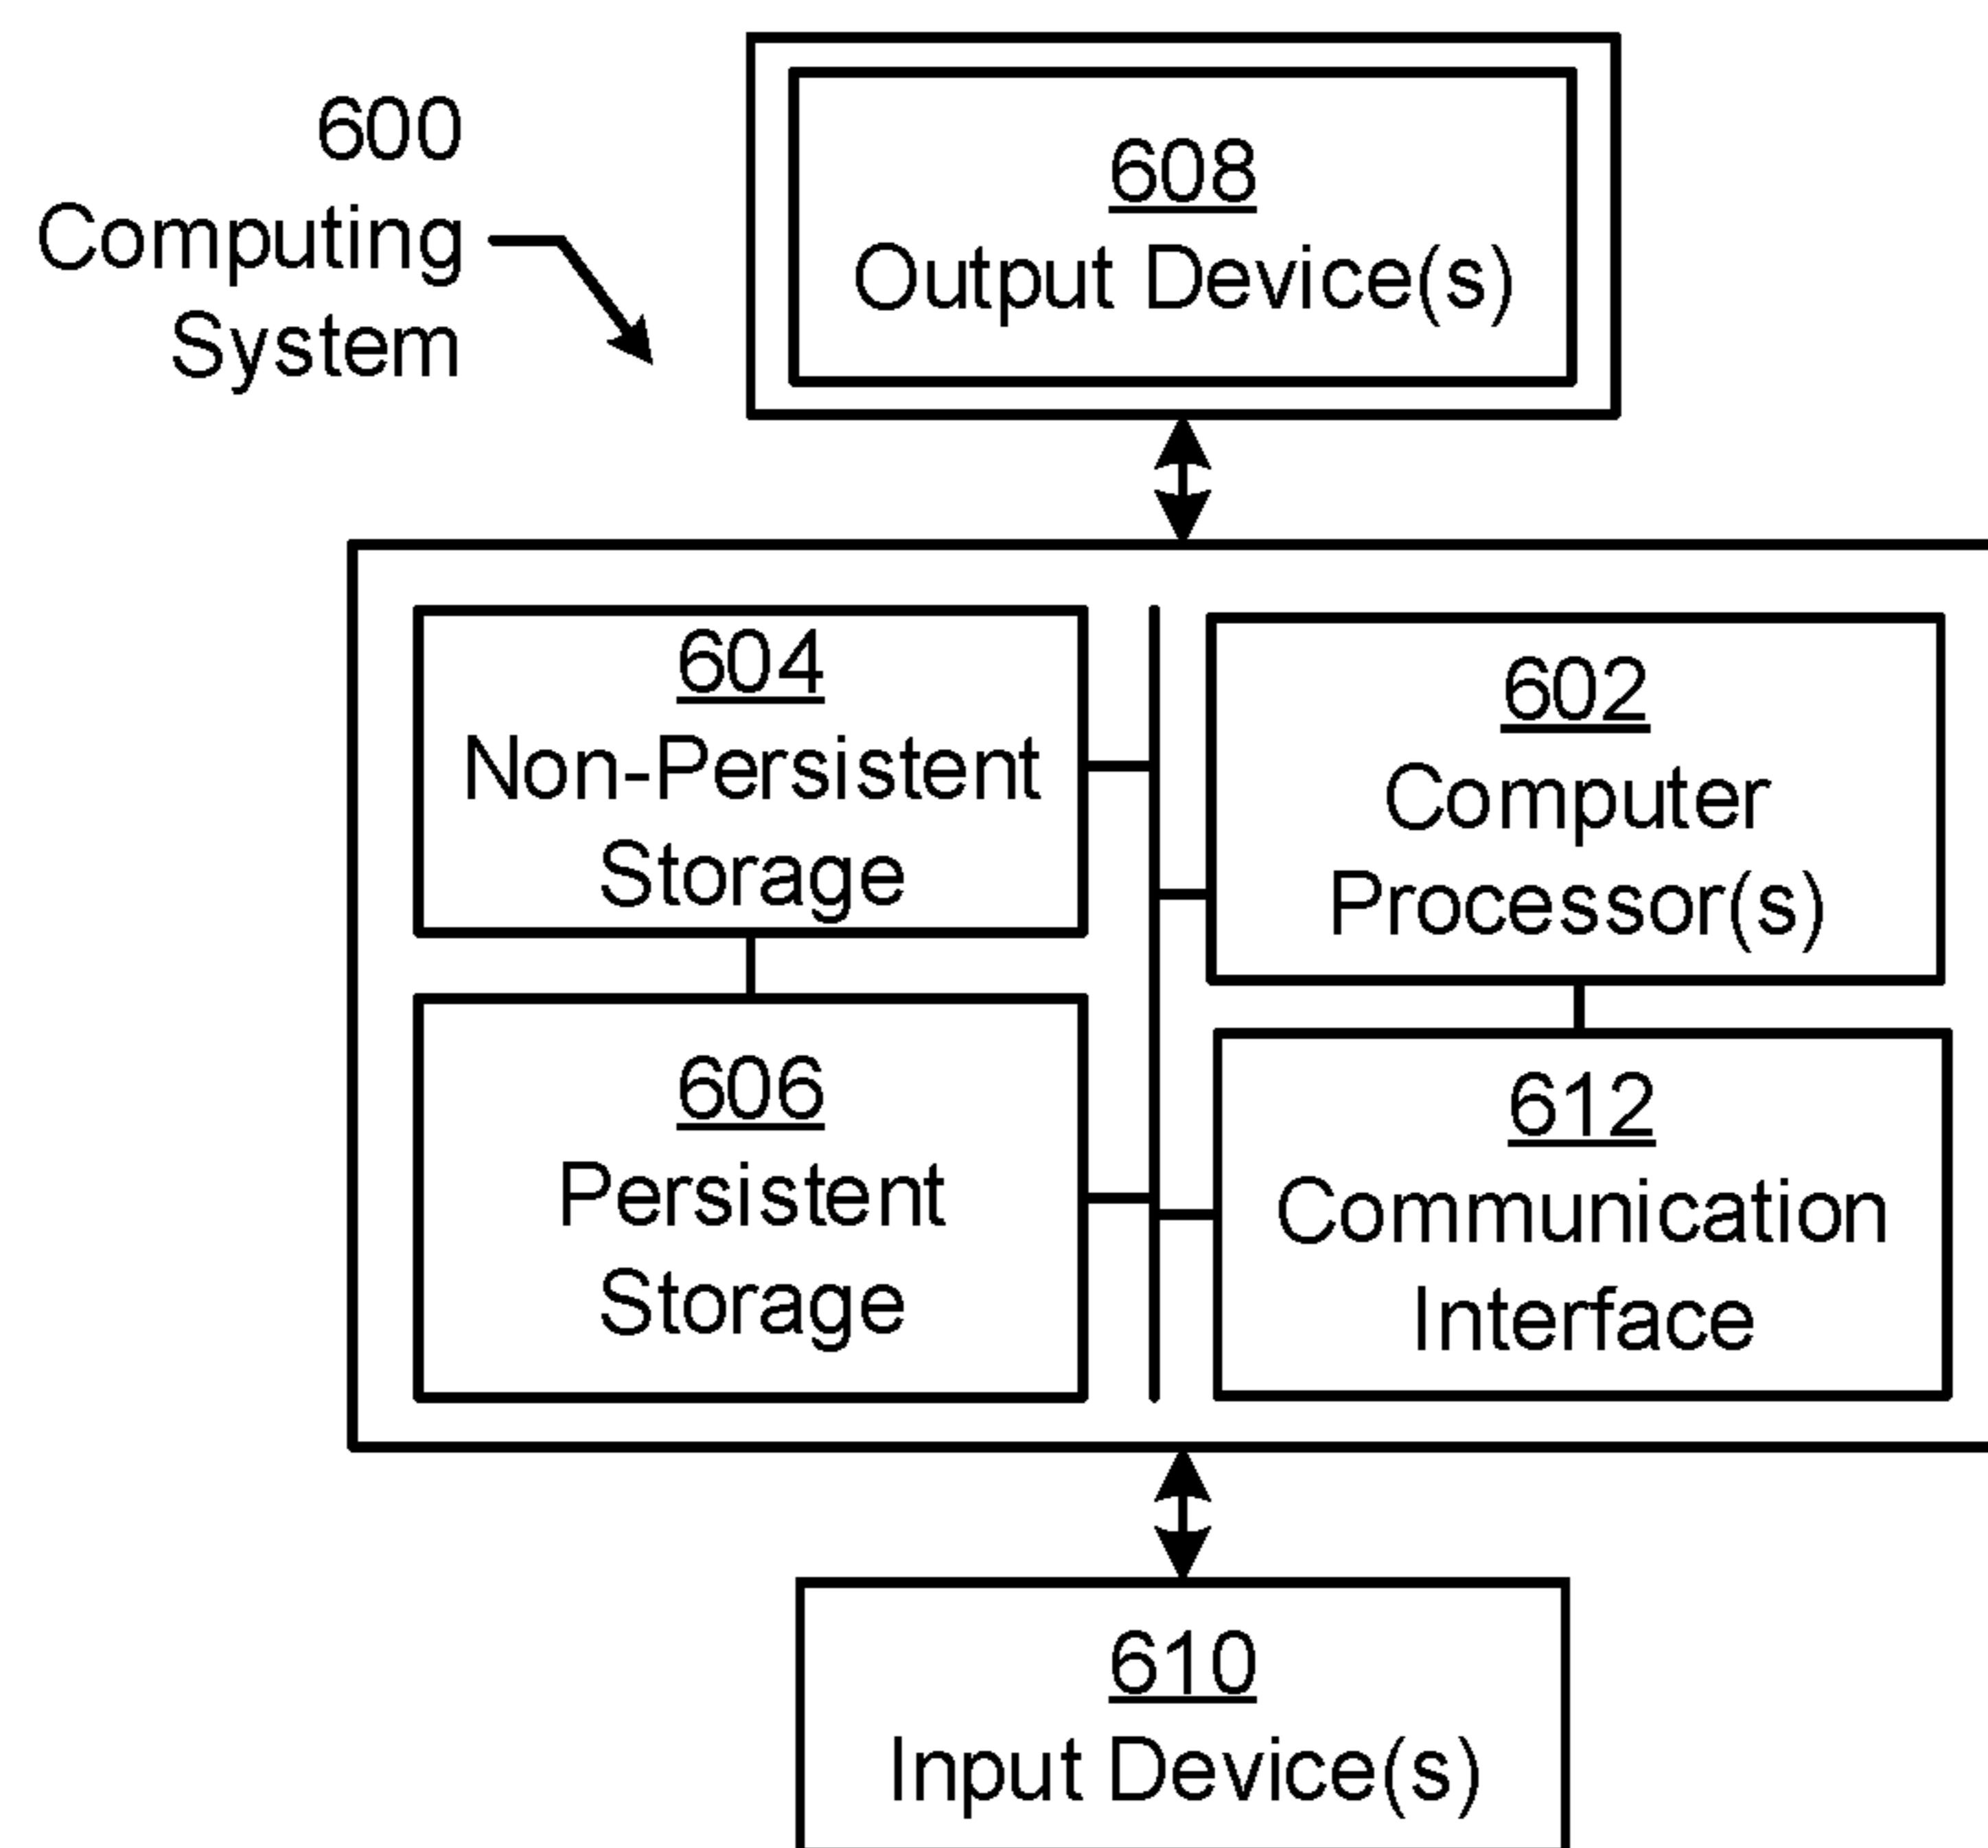 600
Computing
System
608
Output Device(s)
604
Non-Persistent
Storage
602
Computer
Processor(s)
606
Persistent
Storage
612
Communication
Interface
610
Input Device(s)